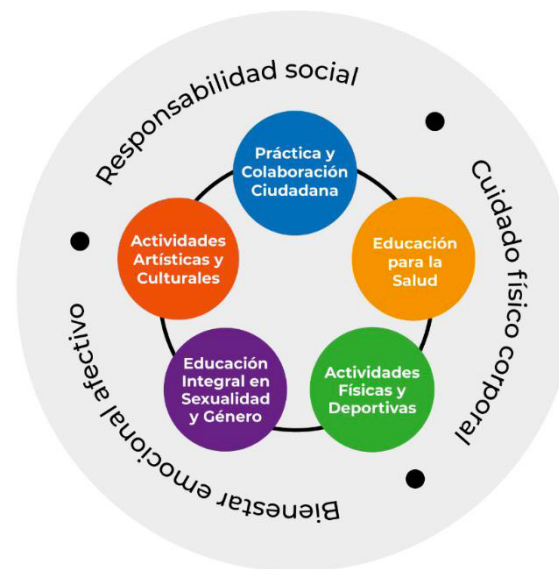 Responsabilidad social
Cuidado físico corporal
Bienestar emocional afectivo
Práctica y
Colaboración
Ciudadana
Educación
para la
Salud
Actividades
Físicas y
Deportivas
Educación
Integral en
Sexualidad
y Género
Actividades
Artísticas y
Culturales